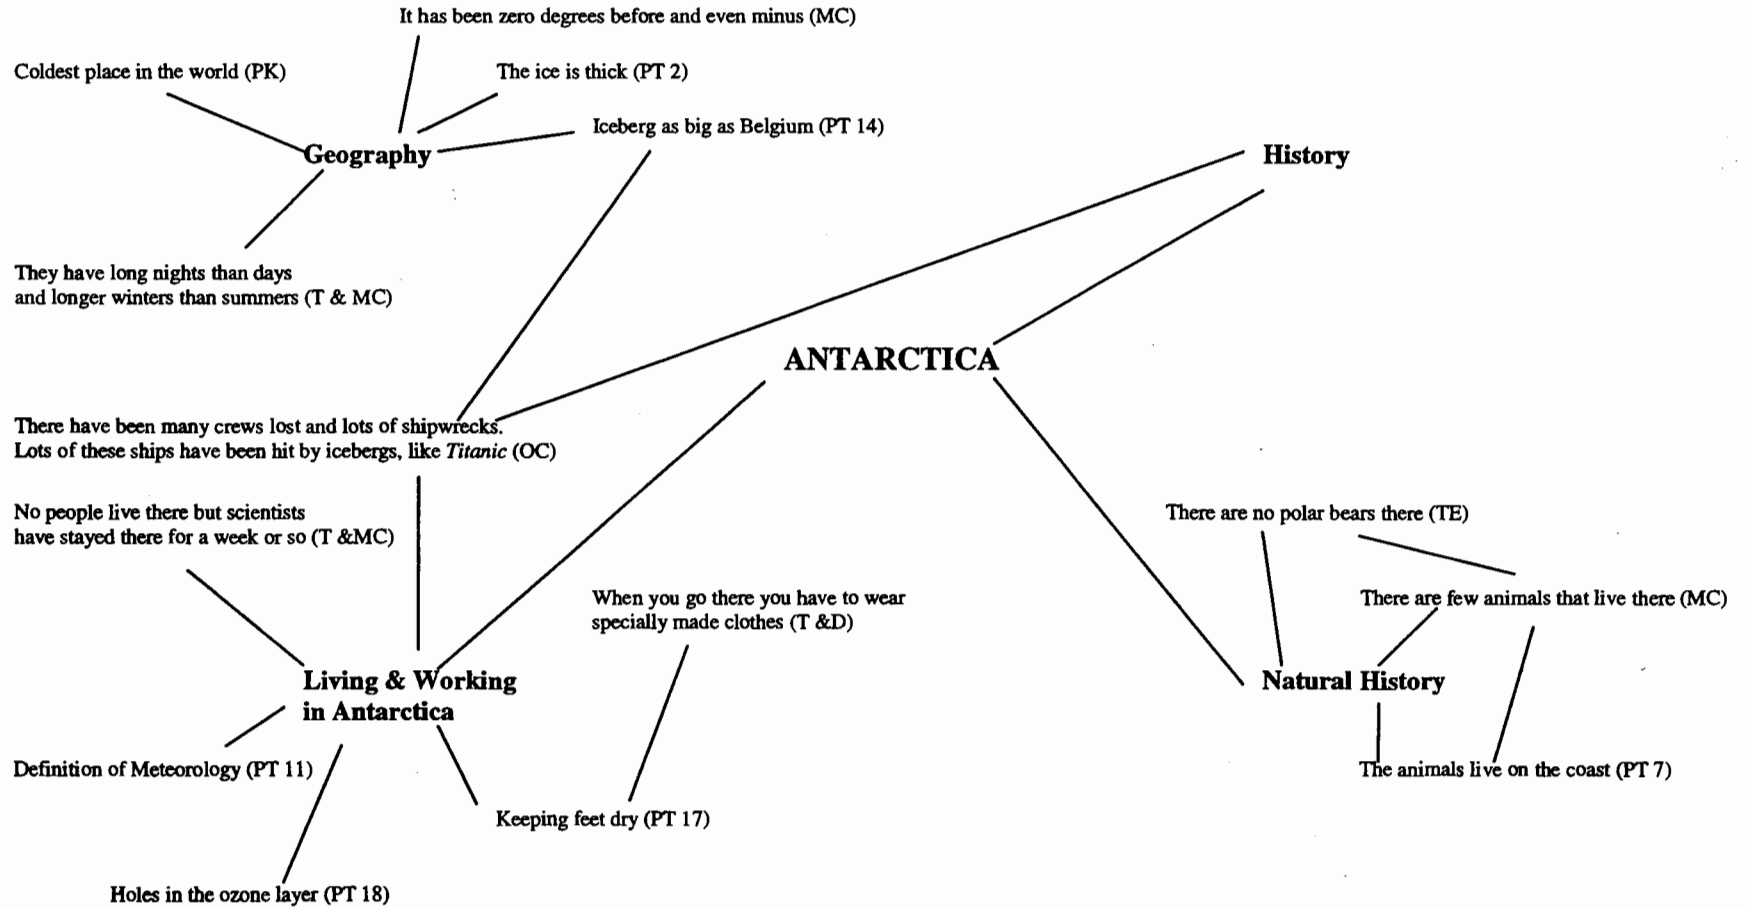 It has been zero degrees before and even minus (MC)
Coldest place in the world (PK)
The ice is thick (PT 2)
Iceberg as big as Belgium (PT 14)
Geography
History
They have long nights than days
and longer winters than summers (T & MC)
ANTARCTICA
There have been many crews lost and lots of shipwrecks.
Lots of these ships have been hit by icebergs, like Titanic (OC)
No people live there but scientists
have stayed there for a week or so (T &MC)
There are no polar bears there (TE)
When you go there you have to wear
specially made clothes (T &D)
There are few animals that live there (MC)
Living & Working
in Antarctica
Natural History
Definition of Meteorology (PT 11)
The animals live on the coast (PT 7)
Keeping feet dry (PT 17)
Holes in the ozone layer (PT 18)